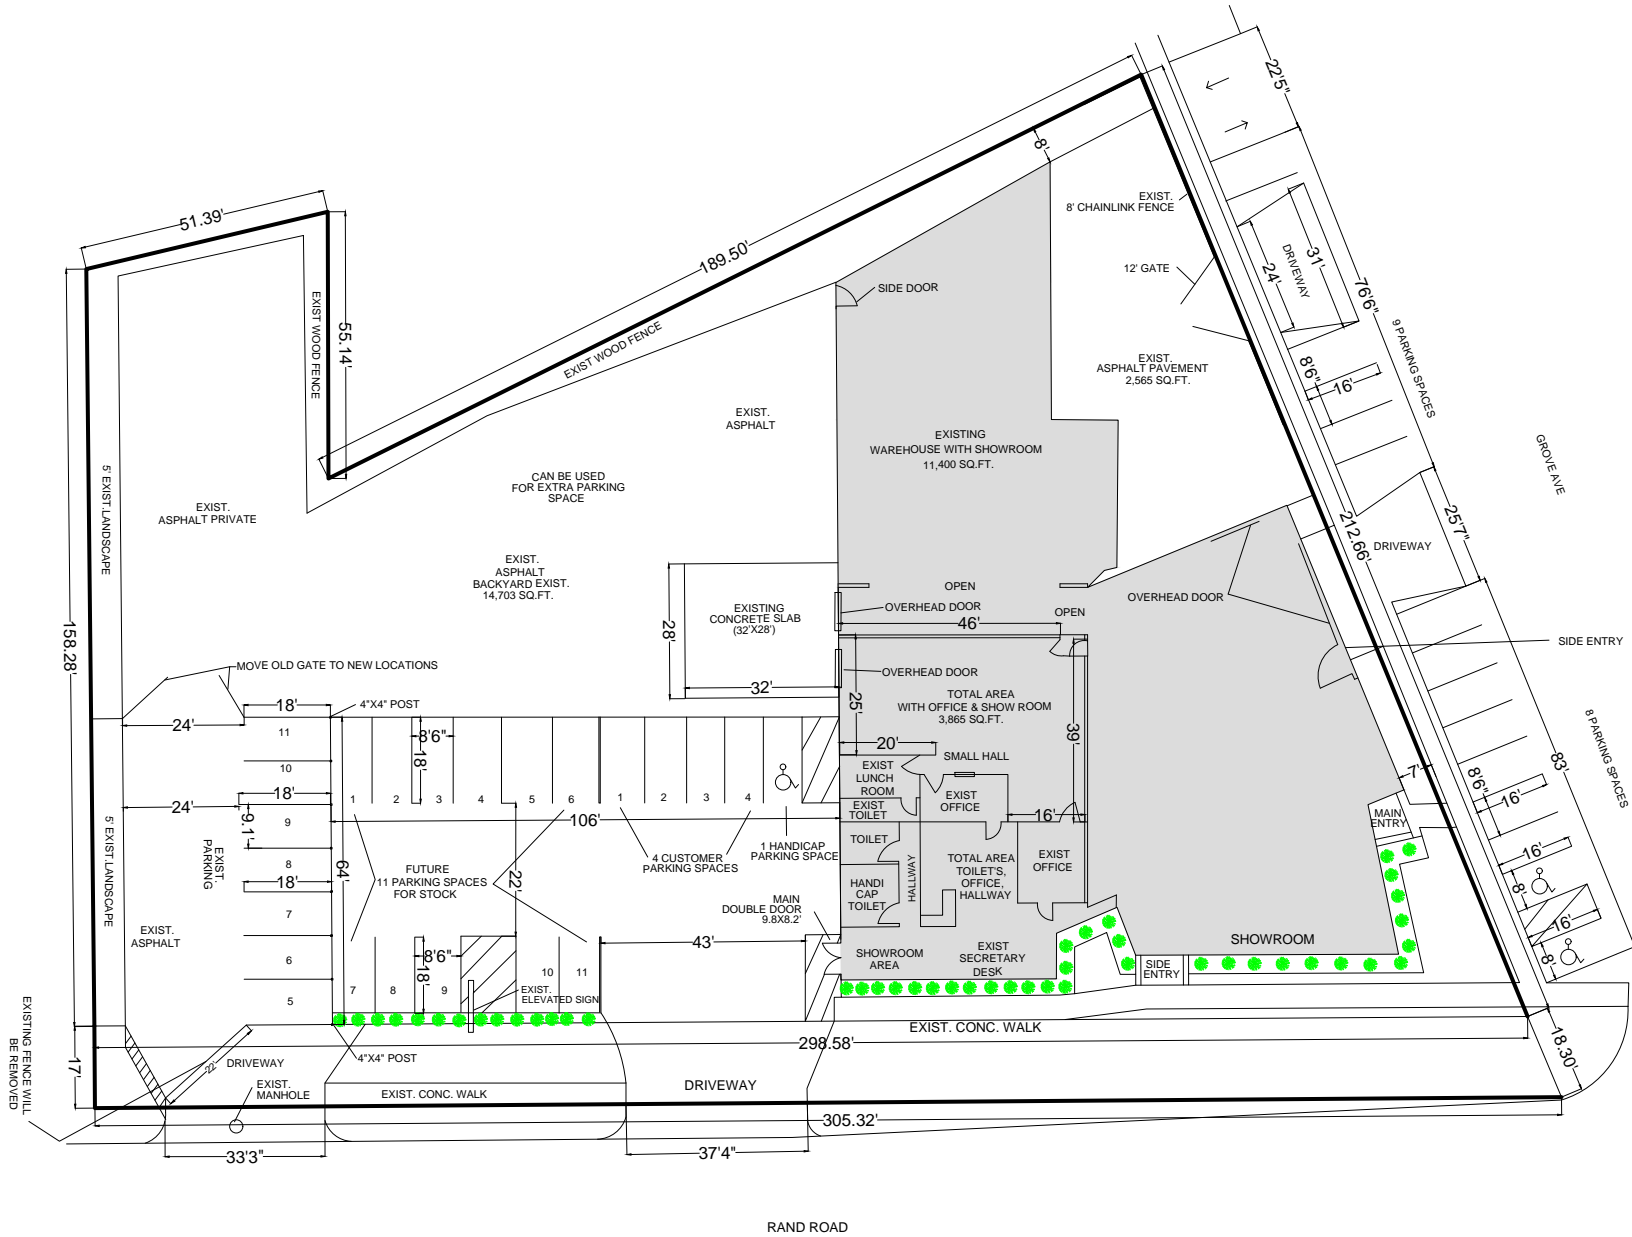 22'5"
51.39'
8'
189.50'
EXIST.
8' CHAINLINK FENCE
12' GATE
DRIVEWAY
31'
24'
76'6"
9 PARKING SPACES
SIDE DOOR
EXIST WOOD FENCE
55.14'
EXIST WOOD FENCE
EXIST.
ASPHALT PAVEMENT
2,565 SQ.FT.
8'6"
16'
EXIST.
ASPHALT
EXISTING
WAREHOUSE WITH SHOWROOM
11,400 SQ.FT.
GROVE AVE
5' EXIST.LANDSCAPE
CAN BE USED
FOR EXTRA PARKING
SPACE
EXIST.
ASPHALT PRIVATE
212.66'
25'7"
DRIVEWAY
EXIST.
ASPHALT
BACKYARD EXIST.
14,703 SQ.FT.
OPEN
OVERHEAD DOOR
OPEN
OVERHEAD DOOR
EXISTING
CONCRETE SLAB
(32'X28')
28'
46'
158.28'
SIDE ENTRY
MOVE OLD GATE TO NEW LOCATIONS
OVERHEAD DOOR
32'
25'
TOTAL AREA
WITH OFFICE & SHOW ROOM
3,865 SQ.FT.
39'
18'
4"X4" POST
24'
11
8'6"
18'
20'
SMALL HALL
8 PARKING SPACES
83'
7'
8'6"
16'
10
EXIST
LUNCH
ROOM
EXIST
OFFICE
18'
1
2
3
4
5
6
1
2
3
4
24'
9.1'
9
EXIST
TOILET
16'
MAIN
ENTRY
106'
5' EXIST.LANDSCAPE
EXIST.
PARKING
TOILET
HALLWAY
16'
8
64'
FUTURE
11 PARKING SPACES
FOR STOCK
22'
4 CUSTOMER
PARKING SPACES
1 HANDICAP
PARKING SPACE
TOTAL AREA
TOILET'S,
OFFICE,
HALLWAY
EXIST
OFFICE
18'
HANDI
CAP
TOILET
8'
7
MAIN
DOUBLE DOOR
9.8X8.2'
16'
EXIST.
ASPHALT
43'
SHOWROOM
8'6"
18'
SHOWROOM
AREA
EXIST
SECRETARY
DESK
SIDE
ENTRY
8'
6
10
11
7
8
9
5
EXIST.
ELEVATED SIGN
EXISTING FENCE WILL
BE REMOVED
EXIST. CONC. WALK
298.58'
18.30'
17'
22'
DRIVEWAY
4"X4" POST
EXIST.
MANHOLE
EXIST. CONC. WALK
DRIVEWAY
305.32'
33'3"
37'4"
RAND ROAD